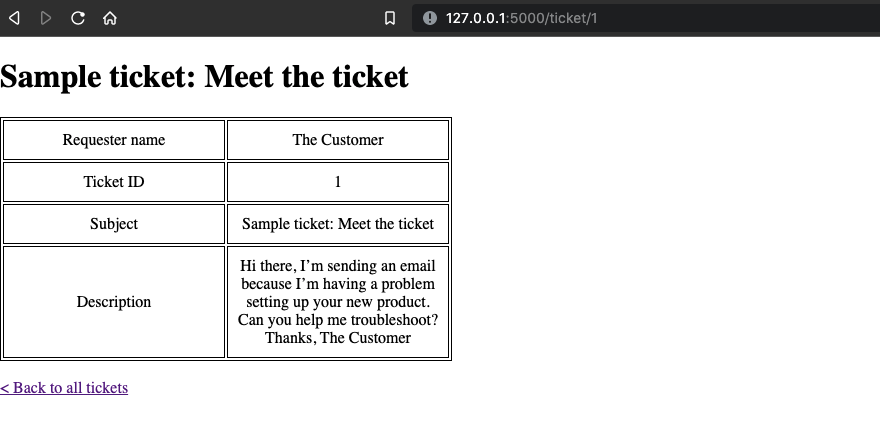 127.0.0.1:5000/ticket/1
Sample ticket: Meet the ticket
Requester name The Customer
Ticket ID 1
Subject Sample ticket: Meet the ticket
Description
Hi there, I’m sending an email
because I’m having a problem
setting up your new product.
Can you help me troubleshoot?
Thanks, The Customer
< Back to all tickets